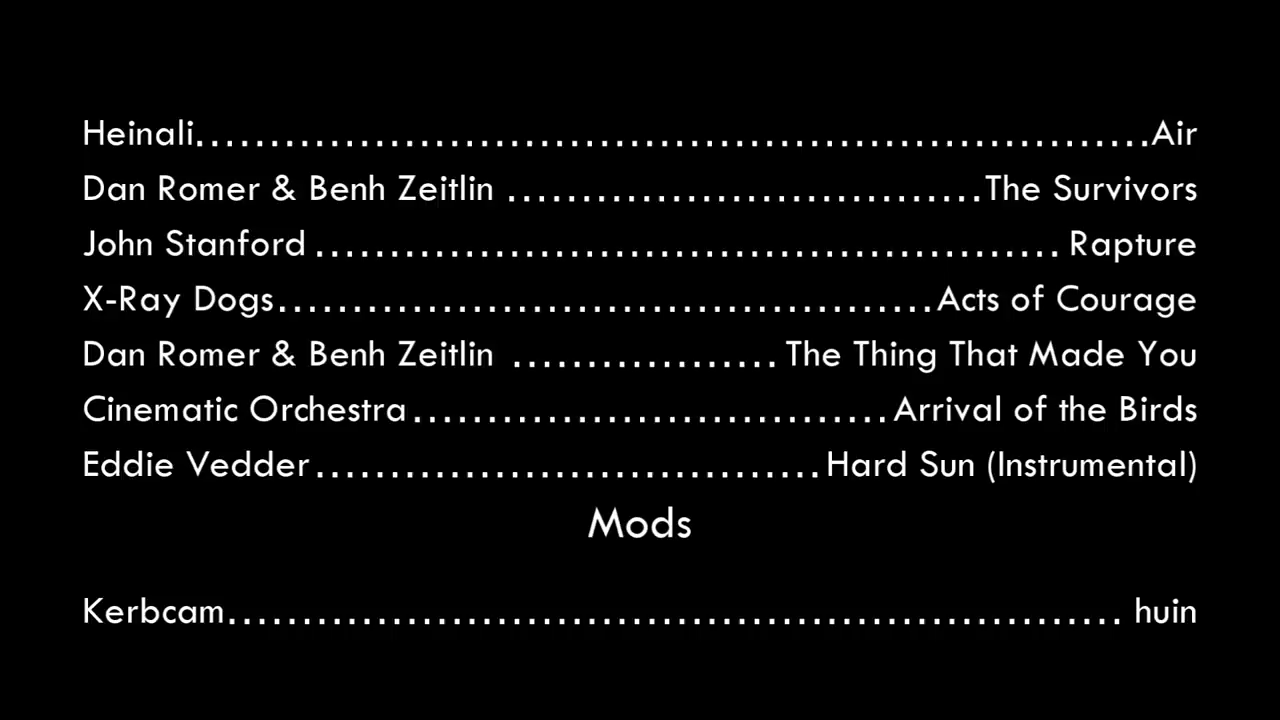 Heinali................................................................Air
Dan Romer & Benh Zeitlin ................................The Survivors
John Stanford .................................................. Rapture
X-Ray Dogs............................................Acts of Courage
Dan Romer & Benh Zeitlin .................. The Thing That Made You
Cinematic Orchestra................................ Arrival of the Birds
Eddie Vedder..................................Hard Sun (Instrumental)
Mods
Kerbcam............................................................ huin